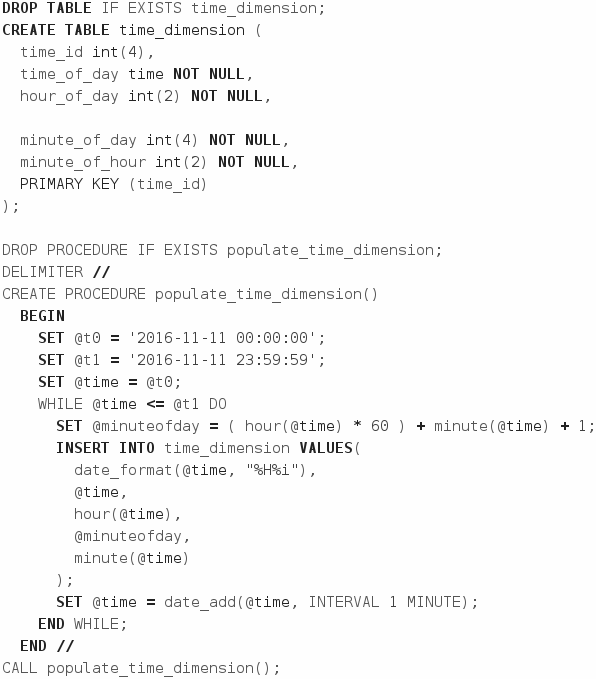 DROP TABLE IF EXISTS time_dimension;
CREATE TABLE time_dimension (
  time_id int(4),
  time_of_day time NOT NULL,
  hour_of_day int(2) NOT NULL,

  minute_of_day int(4) NOT NULL,
  minute_of_hour int(2) NOT NULL,
  PRIMARY KEY (time_id)
);

DROP PROCEDURE IF EXISTS populate_time_dimension;
DELIMITER //
CREATE PROCEDURE populate_time_dimension()
  BEGIN
    SET @t0 = '2016-11-11 00:00:00';
    SET @t1 = '2016-11-11 23:59:59';
    SET @time = @t0;
    WHILE @time <= @t1 DO
      SET @minuteofday = ( hour(@time) * 60 ) + minute(@time) + 1;
      INSERT INTO time_dimension VALUES(
        date_format(@time, "%H%i"),
        @time,
        hour(@time),
        @minuteofday,
        minute(@time)
      );
      SET @time = date_add(@time, INTERVAL 1 MINUTE);
    END WHILE;
  END //
CALL populate_time_dimension();